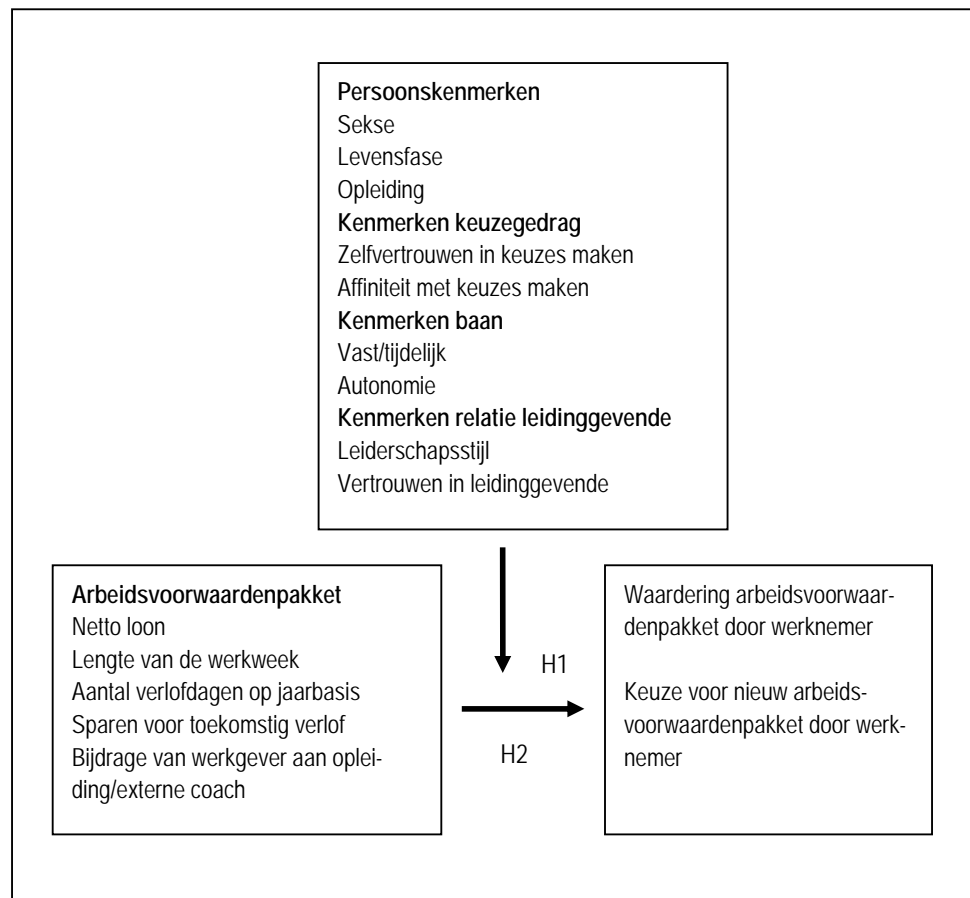 Persoonskenmerken
Sekse
Levensfase
Opleiding
Kenmerken keuzegedrag
Zelfvertrouwen in keuzes maken
Affiniteit met keuzes maken
Kenmerken baan
Vast/tijdelijk
Autonomie
Kenmerken relatie leidinggevende
Leiderschapsstijl
Vertrouwen in leidinggevende
Arbeidsvoorwaardenpakket
Netto loon
Lengte van de werkweek
Aantal verlofdagen op jaarbasis
Sparen voor toekomstig verlof
Bijdrage van werkgever aan oplei-
ding/externe coach
H1
H2
Waardering arbeidsvoorwaar-
denpakket door werknemer
Keuze voor nieuw arbeids-
voorwaardenpakket door werk-
nemer